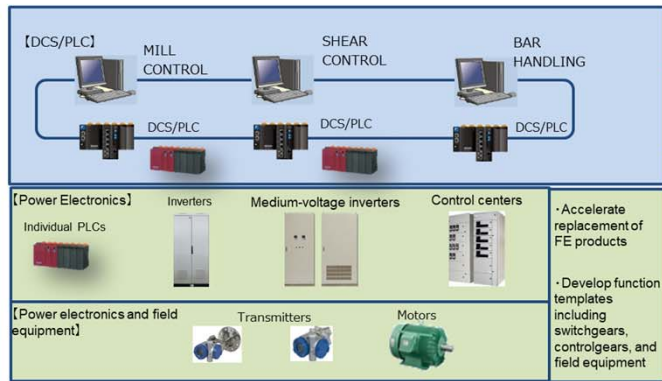 【DCS/PLC】
MILL
CONTROL
SHEAR
CONTROL
BAR
HANDLING
DCS/PLC
DCS/PLC
DCS/PLC
【Power Electronics】
Inverters
Medium-voltage inverters
Control centers
Individual PLCs
・Accelerate
replacement of
FE products
・Develop function
templates
including
switchgears,
controlgears, and
field equipment
【Power electronics and field
equipment】
Transmitters
Motors